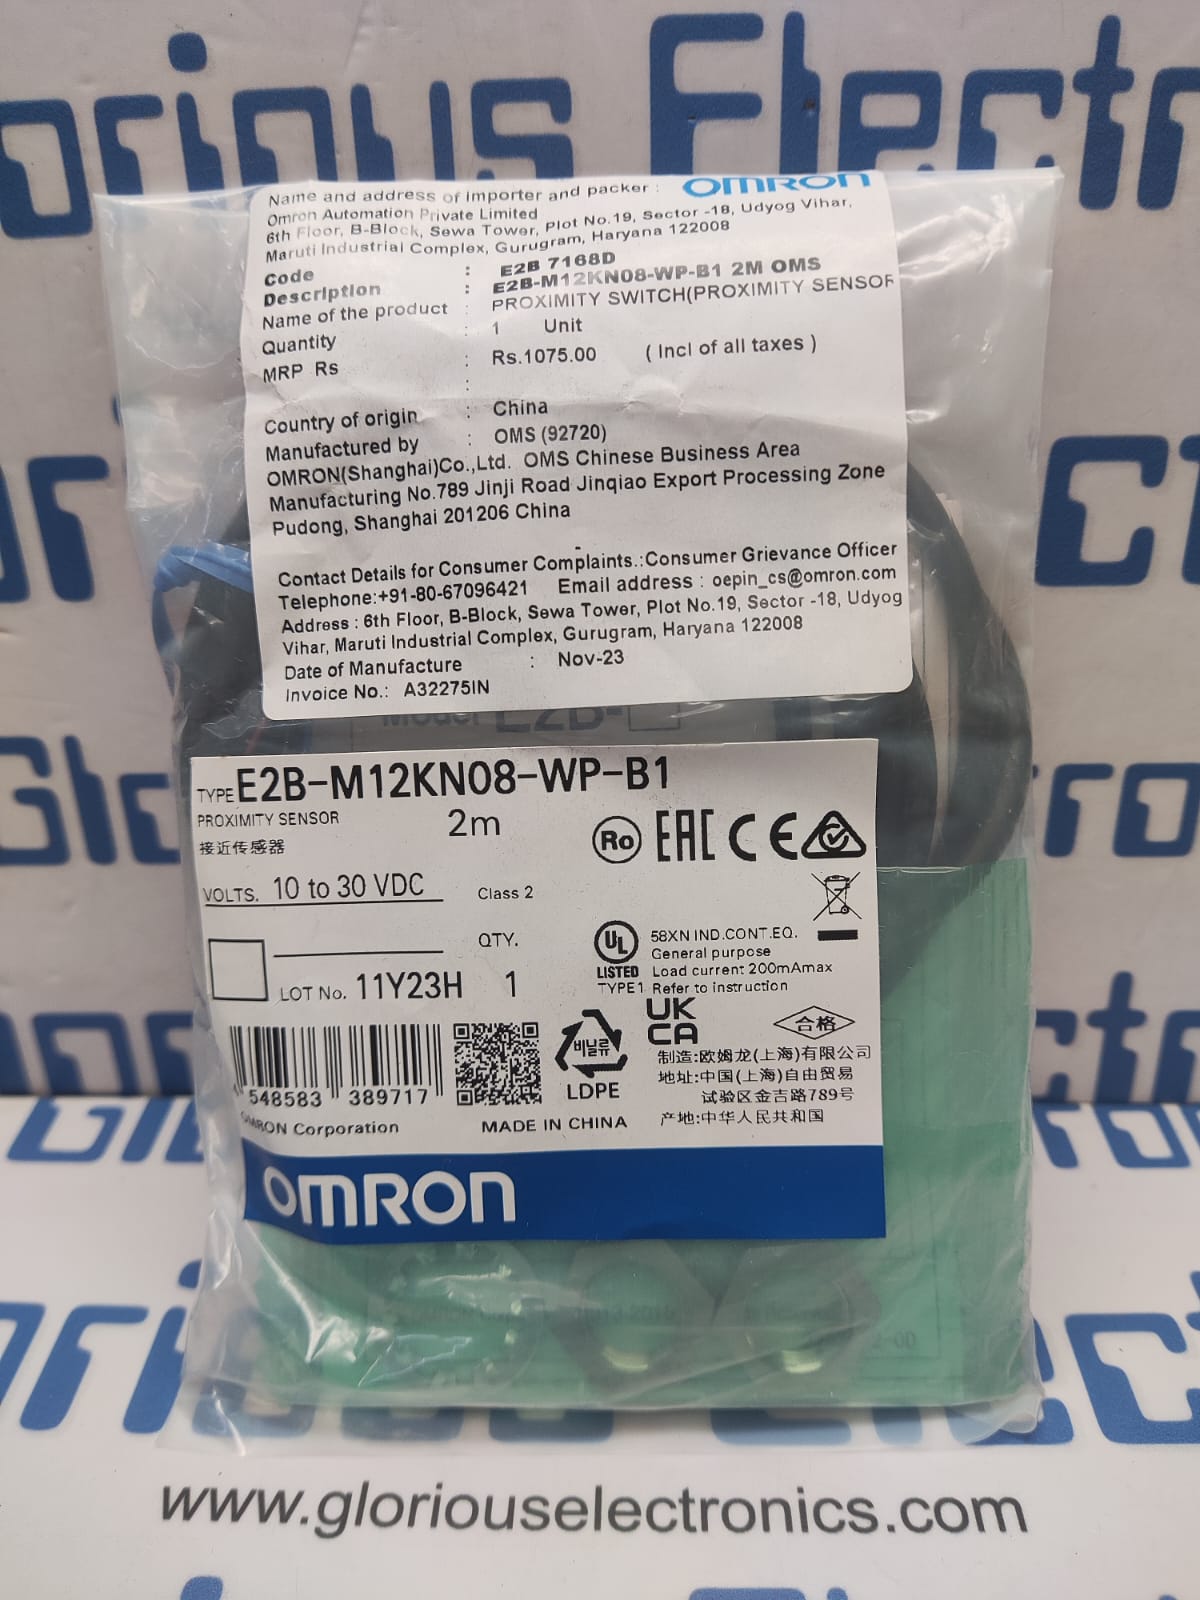 Glorious Electr
Name and address of importer and packer : OMRON
Omron Automation Private Limited
6th Floor, B-Block, Sewa Tower, Plot No.19, Sector -18, Udyog Vihar,
Maruti Industrial Complex, Gurugram, Haryana 122008
Code : E2B 7168D
Description : E2B-M12KN08-WP-B1 2M OMS
Name of the product : PROXIMITY SWITCH(PROXIMITY SENSOR
Quantity : 1 Unit
MRP Rs : Rs.1075.00 ( Incl of all taxes )
:
Country of origin : China
Manufactured by : OMS (92720)
OMRON(Shanghai)Co.,Ltd. OMS Chinese Business Area
Manufacturing No.789 Jinji Road Jinqiao Export Processing Zone
Pudong, Shanghai 201206 China
Contact Details for Consumer Complaints.:Consumer Grievance Officer
Telephone:+91-80-67096421 Email address : oepin_cs@omron.com
Address : 6th Floor, B-Block, Sewa Tower, Plot No.19, Sector -18, Udyog
Vihar, Maruti Industrial Complex, Gurugram, Haryana 122008
Date of Manufacture : Nov-23
Invoice No.: A32275IN
Model E2B-
TYPE E2B-M12KN08-WP-B1
PROXIMITY SENSOR 2m
接近传感器
Ro EAC CE
VOLTS. 10 to 30 VDC Class 2
QTY.
LOT No. 11Y23H 1
UL LISTED TYPE1
58XN IND.CONT.EQ.
General purpose
Load current 200mAmax
Refer to instruction
UK
CA
合格
비닐류
LDPE
制造:欧姆龙(上海)有限公司
地址:中国(上海)自由贸易
试验区金吉路789号
产地:中华人民共和国
4 548583 389717
OMRON Corporation MADE IN CHINA
OMRON
www.gloriouselectronics.com